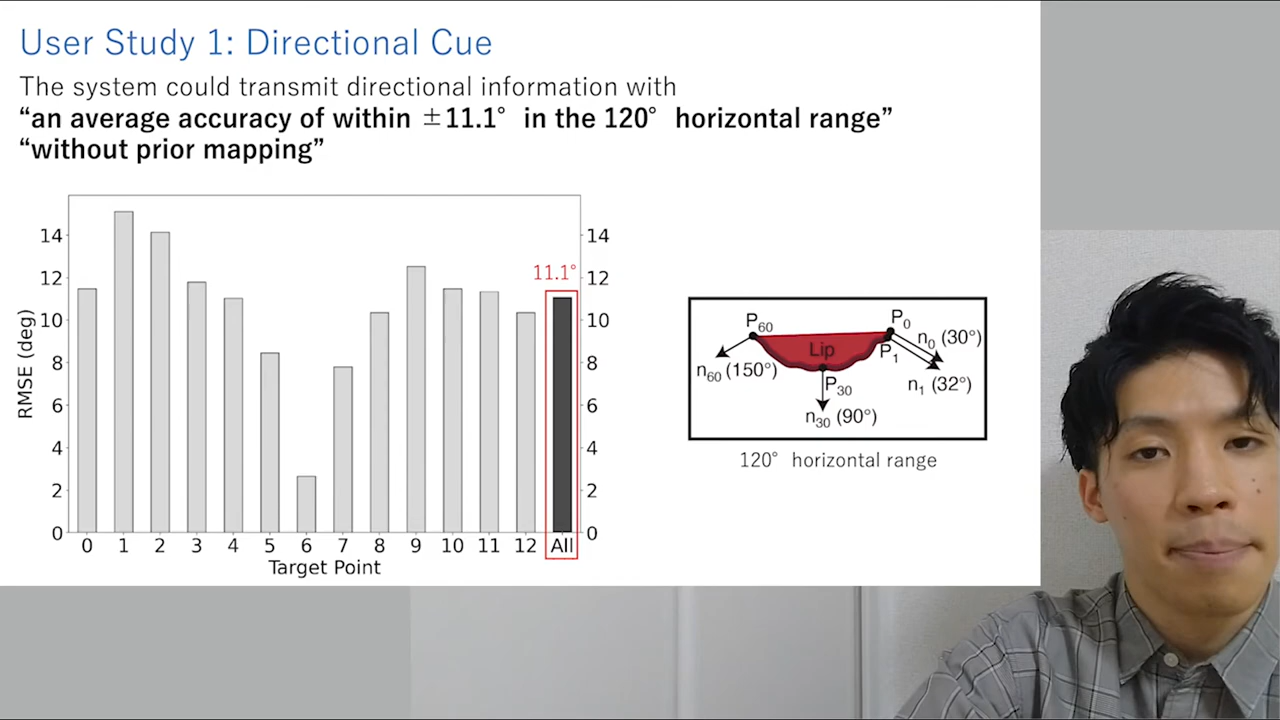 User Study 1: Directional Cue
The system could transmit directional information with
“an average accuracy of within ±11.1° in the 120° horizontal range”
“without prior mapping”
RMSE (deg)
14
12
10
8
6
4
2
0
14
12
10
8
6
4
2
0
11.1°
0 1 2 3 4 5 6 7 8 9 10 11 12 All
Target Point
P60
P0
Lip
P1
n0 (30°)
n60 (150°)
P30
n1 (32°)
n30 (90°)
120° horizontal range